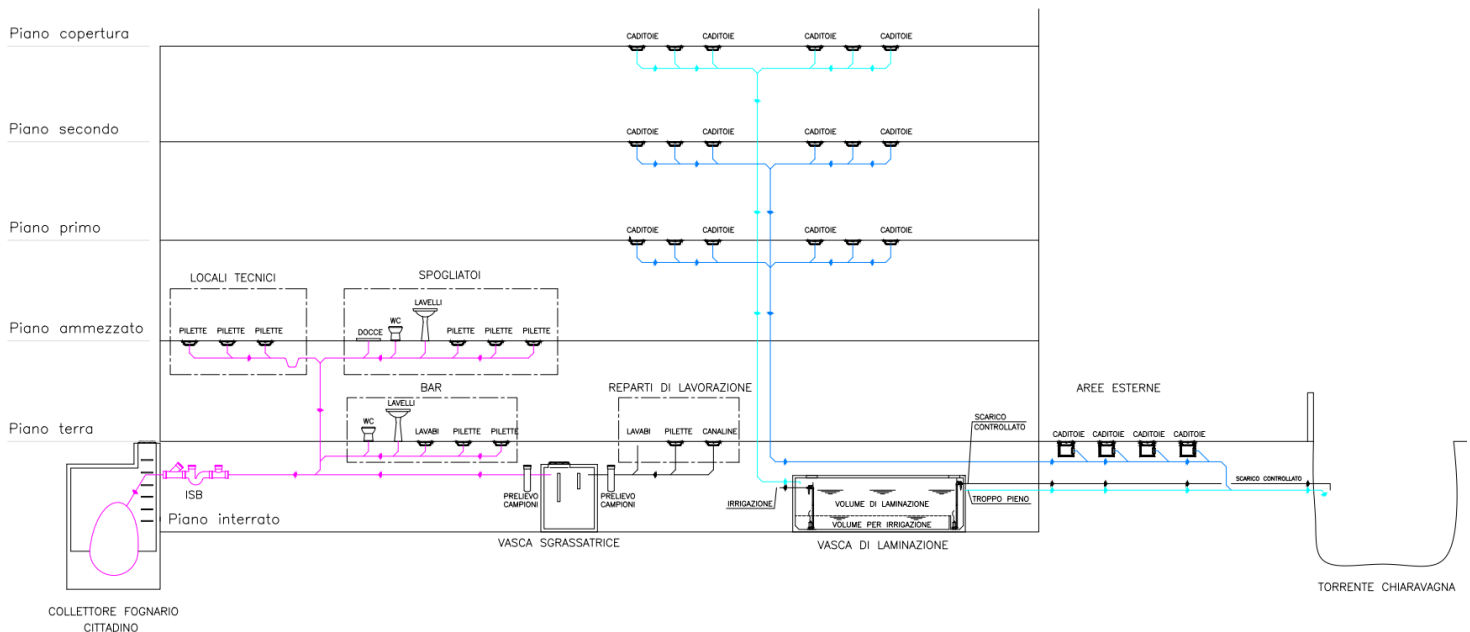 Piano copertura
CADITOIE CADITOIE CADITOIE CADITOIE
Piano secondo
CADITOIE CADITOIE CADITOIE CADITOIE
Piano primo
CADITOIE CADITOIE CADITOIE CADITOIE
LOCALI TECNICI
SPOGLIATOI
LAVELLI
WC
Piano ammezzato
PILETTE PILETTE PILETTE
DOCCE
PILETTE PILETTE PILETTE
BAR
REPARTI DI LAVORAZIONE
AREE ESTERNE
LAVELLI
WC
SCARICO
CONTROLLATO
Piano terra
LAVABI PILETTE PILETTE
LAVABI PILETTE CANALINE
CADITOIE CADITOIE CADITOIE CADITOIE
SCARICO CONTROLLATO
ISB
PRELIEVO
CAMPIONI
PRELIEVO
CAMPIONI
IRRIGAZIONE
VOLUME DI LAMINAZIONE
TROPPO PIENO
Piano interrato
VOLUME PER IRRIGAZIONE
VASCA SGRASSATRICE
VASCA DI LAMINAZIONE
TORRENTE CHIARAVAGNA
COLLETTORE FOGNARIO
CITTADINO